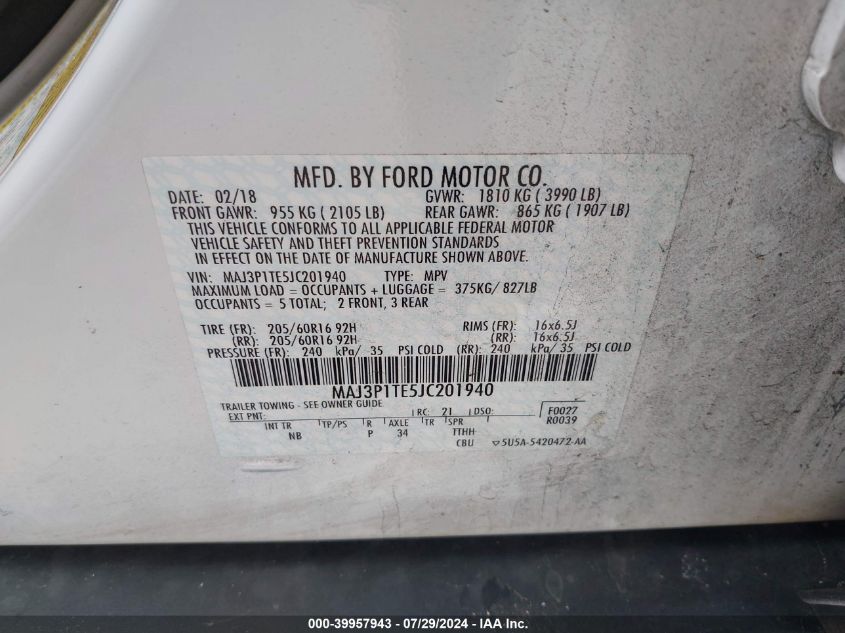 MFD. BY FORD MOTOR CO.
DATE: 02/18 GVWR: 1810 KG ( 3990 LB)
FRONT GAWR: 955 KG ( 2105 LB) REAR GAWR: 865 KG ( 1907 LB)
THIS VEHICLE CONFORMS TO ALL APPLICABLE FEDERAL MOTOR
VEHICLE SAFETY AND THEFT PREVENTION STANDARDS
IN EFFECT ON THE DATE OF MANUFACTURE SHOWN ABOVE.
VIN: MAJ3P1TE5JC201940 TYPE: MPV
MAXIMUM LOAD = OCCUPANTS + LUGGAGE = 375KG/ 827LB
OCCUPANTS = 5 TOTAL; 2 FRONT, 3 REAR
TIRE (FR): 205/60R16 92H RIMS (FR): 16x6.5J
(RR): 205/60R16 92H (RR): 16x6.5J
PRESSURE (FR): 240 kPa/ 35 PSI COLD (RR): 240 kPa/ 35 PSI COLD
MAJ3P1TE5JC201940
TRAILER TOWING - SEE OWNER GUIDE
EXT PNT: RC: 21 DSO: F0027
R0039
INT TR TP/PS R AXLE TR SPR
NB P 34 TTHH
CBU 5U5A-5420472-AA
000-39957943 / 07/29/2024 / IAA Inc.